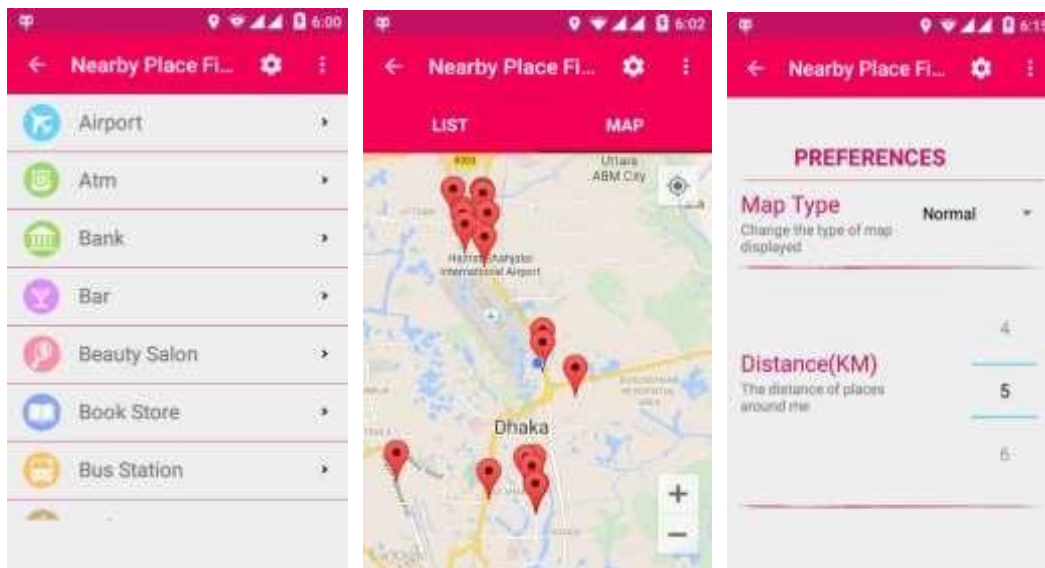 6:00
Nearby Place Fi...
Airport
Atm
Bank
Bar
Beauty Salon
Book Store
Bus Station
6:02
Nearby Place Fi...
LIST MAP
Uttara
ABM City
International Airport
Dhaka
+
−
Google
6:15
Nearby Place Fi...
PREFERENCES
Map Type
Normal
Change the type of map
displayed
4
Distance(KM)
The distance of places
around me
5
6